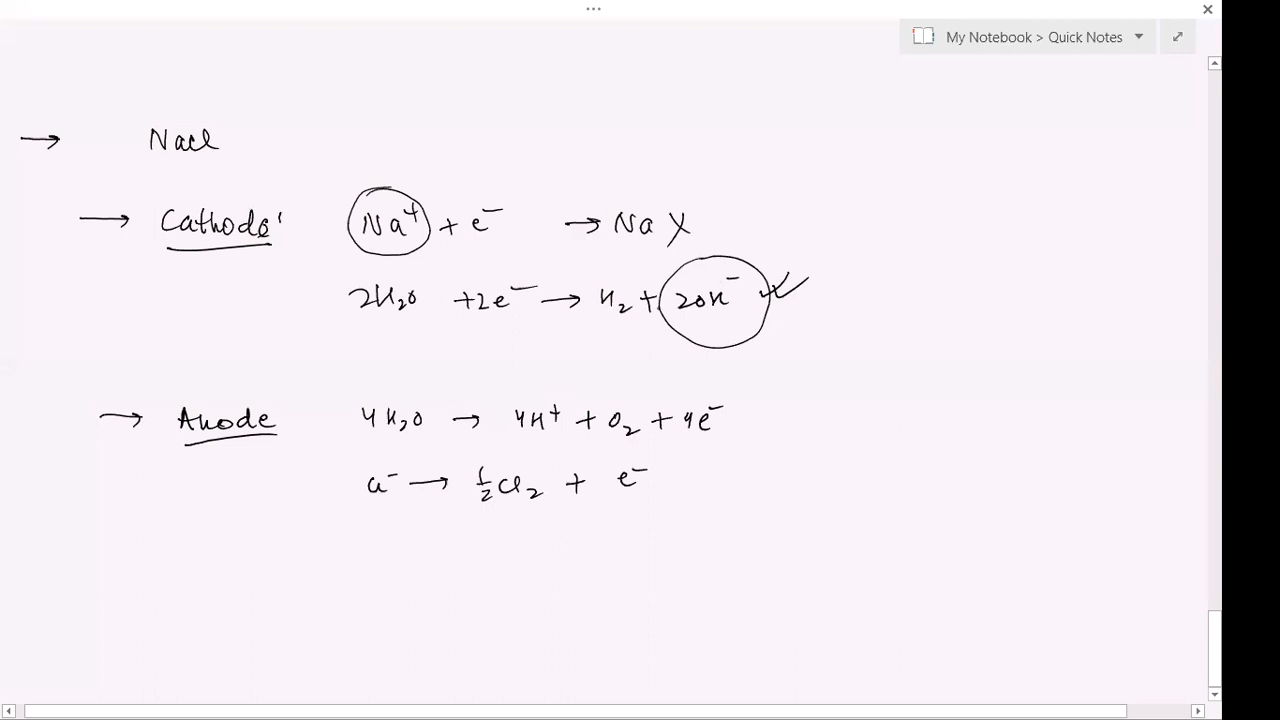 My Notebook > Quick Notes
→ NaCl
→ Cathode: Na⁺ + e⁻ → Na X
2H₂O + 2e⁻ → H₂ + 2OH⁻ ✓
→ Anode 4H₂O → 4H⁺ + O₂ + 4e⁻
Cl⁻ → ½Cl₂ + e⁻